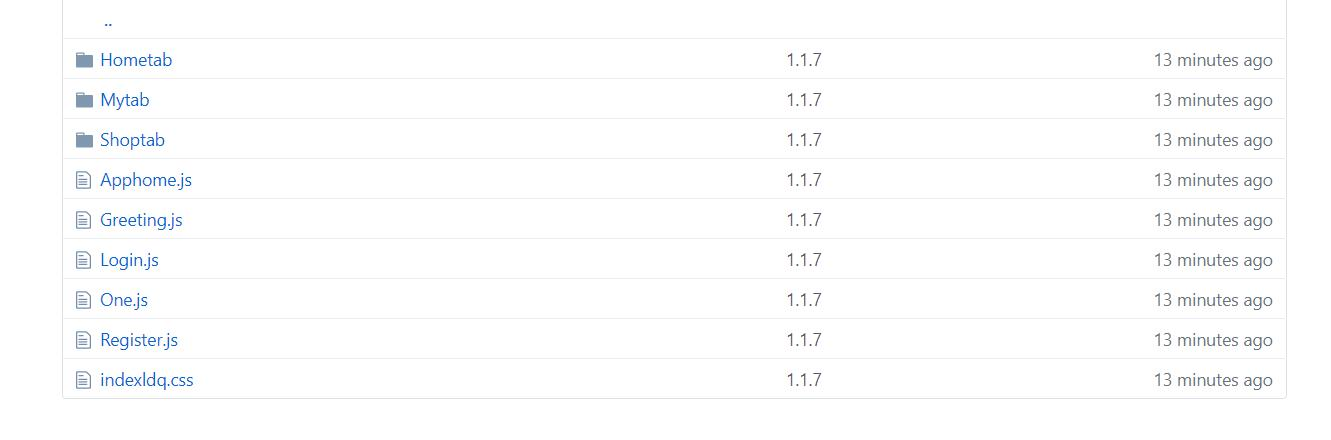 ..
Hometab 1.1.7 13 minutes ago
Mytab 1.1.7 13 minutes ago
Shoptab 1.1.7 13 minutes ago
Apphome.js 1.1.7 13 minutes ago
Greeting.js 1.1.7 13 minutes ago
Login.js 1.1.7 13 minutes ago
One.js 1.1.7 13 minutes ago
Register.js 1.1.7 13 minutes ago
indexldq.css 1.1.7 13 minutes ago